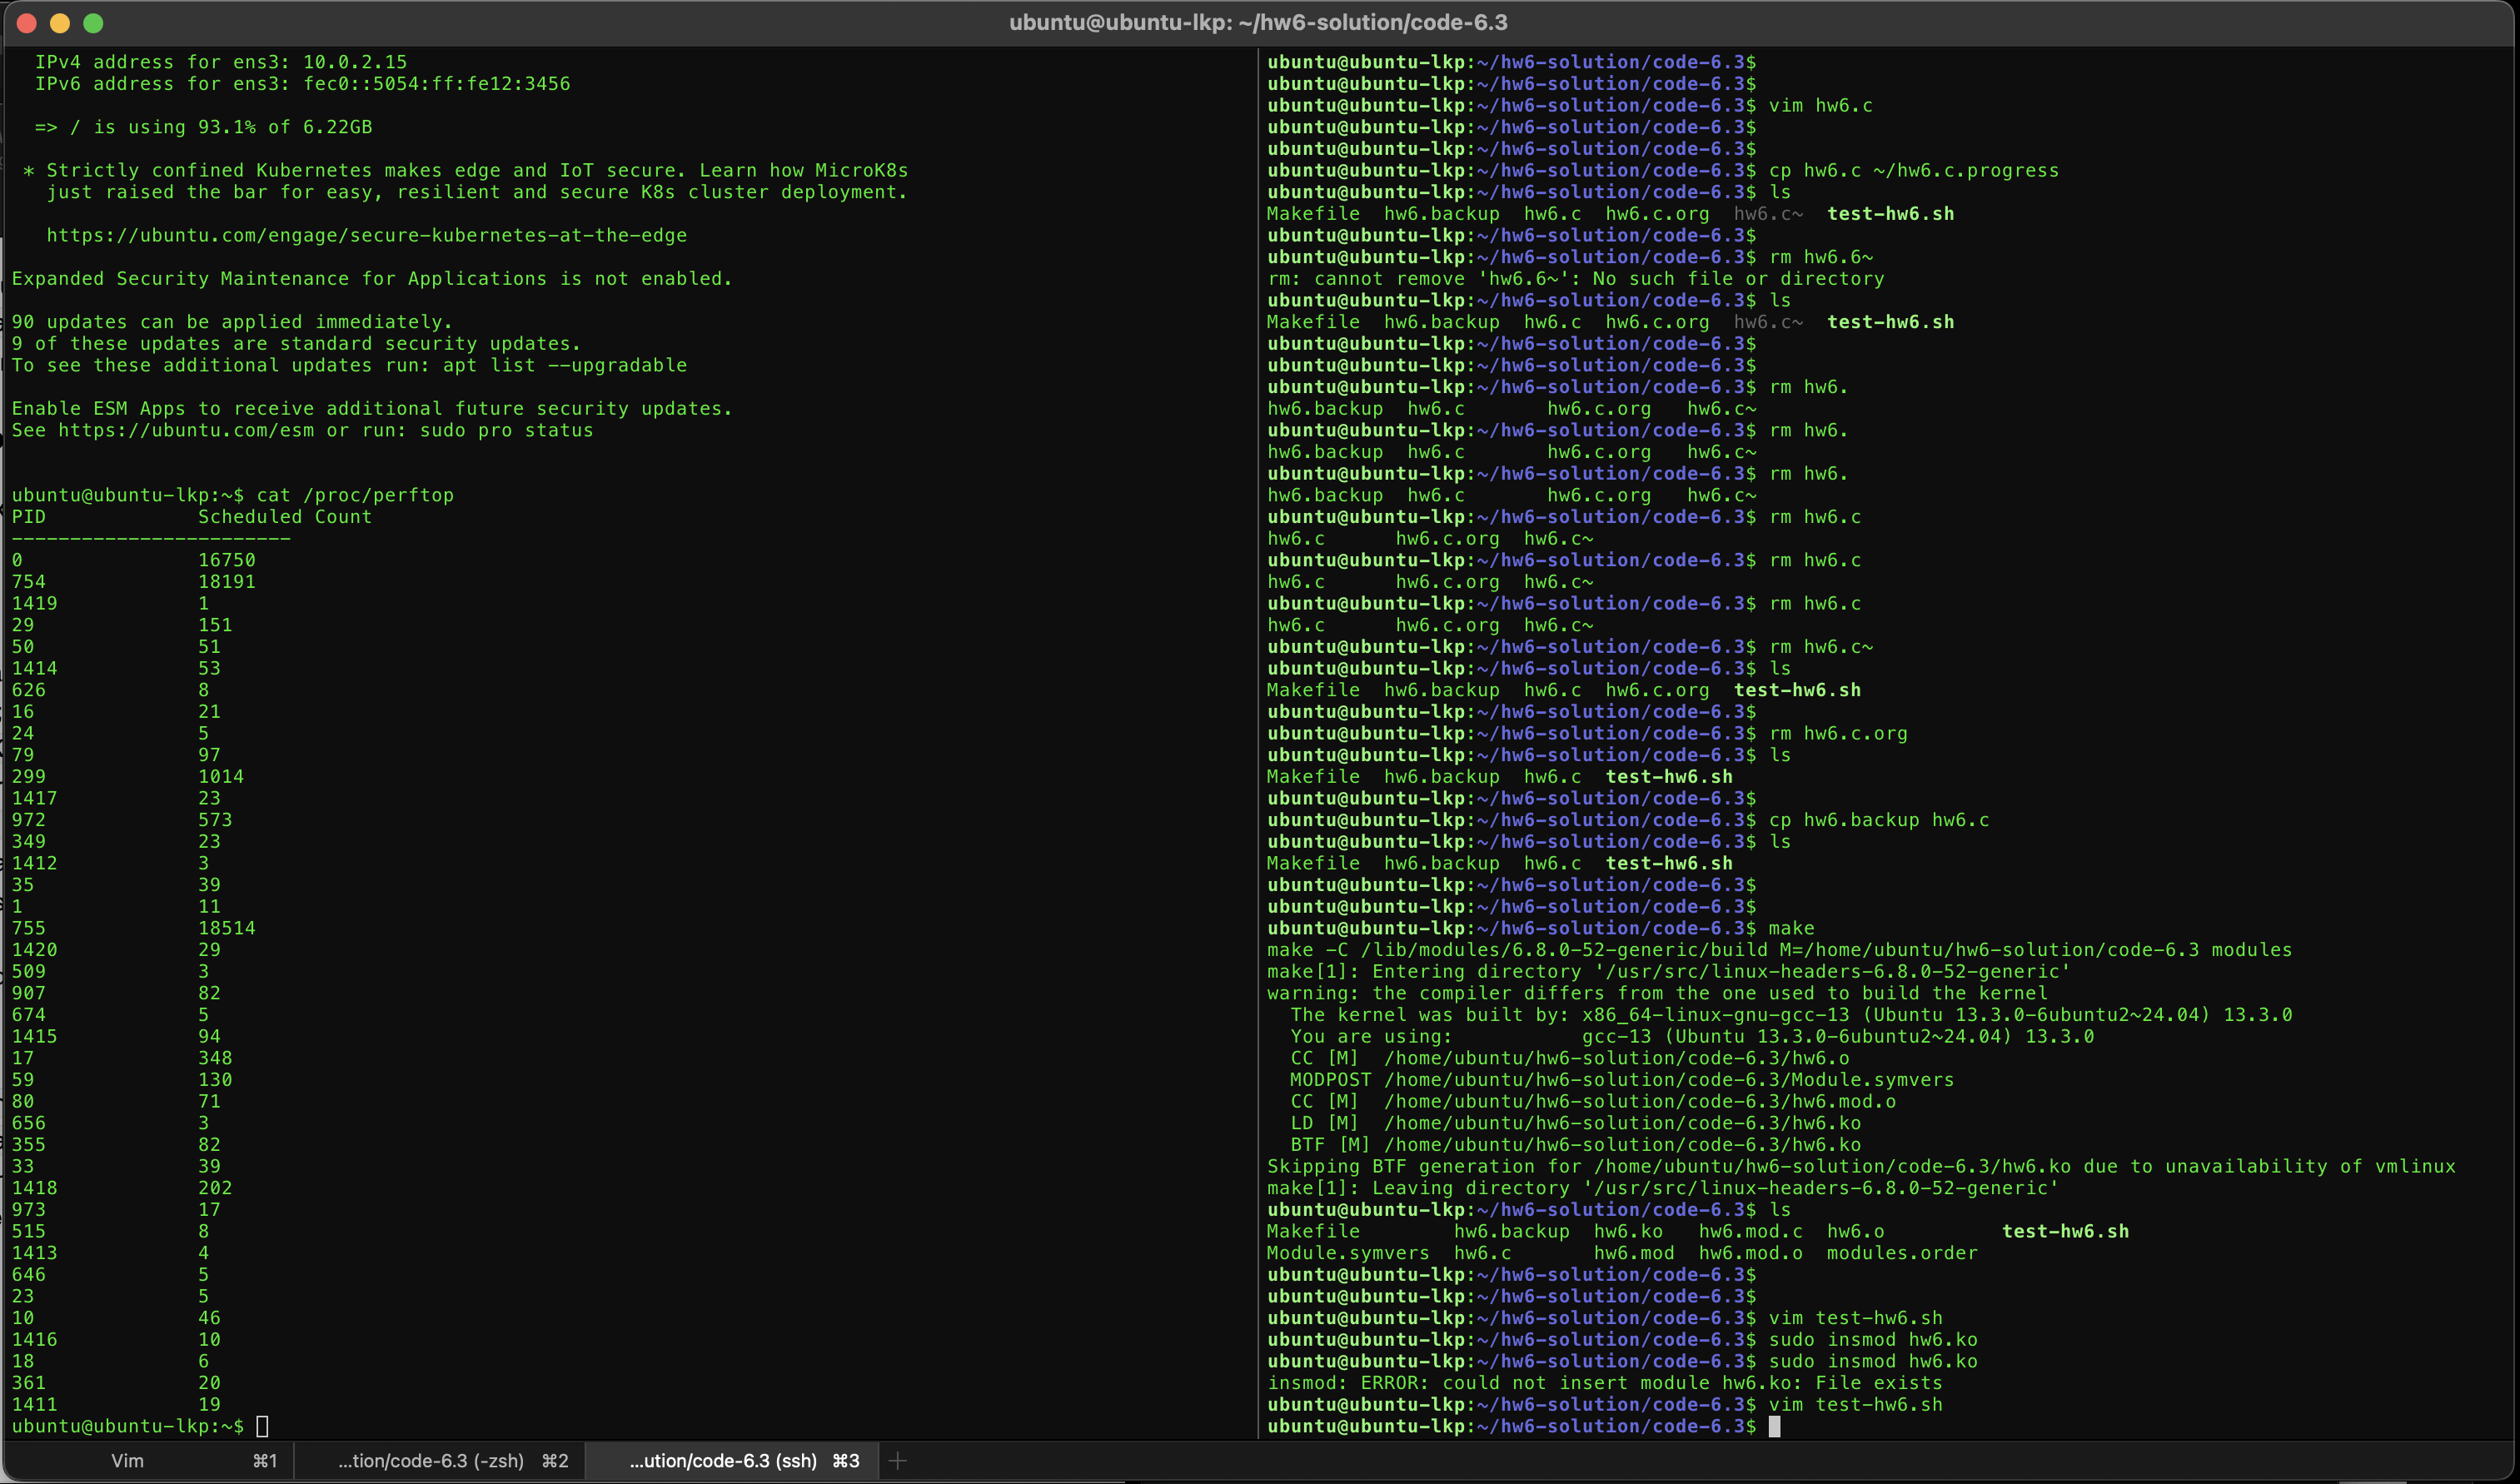 ubuntu@ubuntu-lkp: ~/hw6-solution/code-6.3
IPv4 address for ens3: 10.0.2.15
IPv6 address for ens3: fec0::5054:ff:fe12:3456
=> / is using 93.1% of 6.22GB
* Strictly confined Kubernetes makes edge and IoT secure. Learn how MicroK8s
just raised the bar for easy, resilient and secure K8s cluster deployment.
https://ubuntu.com/engage/secure-kubernetes-at-the-edge
Expanded Security Maintenance for Applications is not enabled.
90 updates can be applied immediately.
9 of these updates are standard security updates.
To see these additional updates run: apt list --upgradable
Enable ESM Apps to receive additional future security updates.
See https://ubuntu.com/esm or run: sudo pro status
ubuntu@ubuntu-lkp:~$ cat /proc/perftop
PID Scheduled Count
------------------------
0 16750
754 18191
1419 1
29 151
50 51
1414 53
626 8
16 21
24 5
79 97
299 1014
1417 23
972 573
349 23
1412 3
35 39
1 11
755 18514
1420 29
509 3
907 82
674 5
1415 94
17 348
59 130
80 71
656 3
355 82
33 39
1418 202
973 17
515 8
1413 4
646 5
23 5
10 46
1416 10
18 6
361 20
1411 19
ubuntu@ubuntu-lkp:~$
ubuntu@ubuntu-lkp:~/hw6-solution/code-6.3$
ubuntu@ubuntu-lkp:~/hw6-solution/code-6.3$
ubuntu@ubuntu-lkp:~/hw6-solution/code-6.3$ vim hw6.c
ubuntu@ubuntu-lkp:~/hw6-solution/code-6.3$
ubuntu@ubuntu-lkp:~/hw6-solution/code-6.3$
ubuntu@ubuntu-lkp:~/hw6-solution/code-6.3$ cp hw6.c ~/hw6.c.progress
ubuntu@ubuntu-lkp:~/hw6-solution/code-6.3$ ls
Makefile hw6.backup hw6.c hw6.c.org hw6.c~ test-hw6.sh
ubuntu@ubuntu-lkp:~/hw6-solution/code-6.3$
ubuntu@ubuntu-lkp:~/hw6-solution/code-6.3$ rm hw6.6~
rm: cannot remove 'hw6.6~': No such file or directory
ubuntu@ubuntu-lkp:~/hw6-solution/code-6.3$ ls
Makefile hw6.backup hw6.c hw6.c.org hw6.c~ test-hw6.sh
ubuntu@ubuntu-lkp:~/hw6-solution/code-6.3$
ubuntu@ubuntu-lkp:~/hw6-solution/code-6.3$
ubuntu@ubuntu-lkp:~/hw6-solution/code-6.3$ rm hw6.
hw6.backup hw6.c hw6.c.org hw6.c~
ubuntu@ubuntu-lkp:~/hw6-solution/code-6.3$ rm hw6.
hw6.backup hw6.c hw6.c.org hw6.c~
ubuntu@ubuntu-lkp:~/hw6-solution/code-6.3$ rm hw6.
hw6.backup hw6.c hw6.c.org hw6.c~
ubuntu@ubuntu-lkp:~/hw6-solution/code-6.3$ rm hw6.c
hw6.c hw6.c.org hw6.c~
ubuntu@ubuntu-lkp:~/hw6-solution/code-6.3$ rm hw6.c
hw6.c hw6.c.org hw6.c~
ubuntu@ubuntu-lkp:~/hw6-solution/code-6.3$ rm hw6.c
hw6.c hw6.c.org hw6.c~
ubuntu@ubuntu-lkp:~/hw6-solution/code-6.3$ rm hw6.c~
ubuntu@ubuntu-lkp:~/hw6-solution/code-6.3$ ls
Makefile hw6.backup hw6.c hw6.c.org test-hw6.sh
ubuntu@ubuntu-lkp:~/hw6-solution/code-6.3$
ubuntu@ubuntu-lkp:~/hw6-solution/code-6.3$ rm hw6.c.org
ubuntu@ubuntu-lkp:~/hw6-solution/code-6.3$ ls
Makefile hw6.backup hw6.c test-hw6.sh
ubuntu@ubuntu-lkp:~/hw6-solution/code-6.3$
ubuntu@ubuntu-lkp:~/hw6-solution/code-6.3$ cp hw6.backup hw6.c
ubuntu@ubuntu-lkp:~/hw6-solution/code-6.3$ ls
Makefile hw6.backup hw6.c test-hw6.sh
ubuntu@ubuntu-lkp:~/hw6-solution/code-6.3$
ubuntu@ubuntu-lkp:~/hw6-solution/code-6.3$
ubuntu@ubuntu-lkp:~/hw6-solution/code-6.3$ make
make -C /lib/modules/6.8.0-52-generic/build M=/home/ubuntu/hw6-solution/code-6.3 modules
make[1]: Entering directory '/usr/src/linux-headers-6.8.0-52-generic'
warning: the compiler differs from the one used to build the kernel
The kernel was built by: x86_64-linux-gnu-gcc-13 (Ubuntu 13.3.0-6ubuntu2~24.04) 13.3.0
You are using: gcc-13 (Ubuntu 13.3.0-6ubuntu2~24.04) 13.3.0
CC [M] /home/ubuntu/hw6-solution/code-6.3/hw6.o
MODPOST /home/ubuntu/hw6-solution/code-6.3/Module.symvers
CC [M] /home/ubuntu/hw6-solution/code-6.3/hw6.mod.o
LD [M] /home/ubuntu/hw6-solution/code-6.3/hw6.ko
BTF [M] /home/ubuntu/hw6-solution/code-6.3/hw6.ko
Skipping BTF generation for /home/ubuntu/hw6-solution/code-6.3/hw6.ko due to unavailability of vmlinux
make[1]: Leaving directory '/usr/src/linux-headers-6.8.0-52-generic'
ubuntu@ubuntu-lkp:~/hw6-solution/code-6.3$ ls
Makefile hw6.backup hw6.ko hw6.mod.c hw6.o test-hw6.sh
Module.symvers hw6.c hw6.mod hw6.mod.o modules.order
ubuntu@ubuntu-lkp:~/hw6-solution/code-6.3$
ubuntu@ubuntu-lkp:~/hw6-solution/code-6.3$
ubuntu@ubuntu-lkp:~/hw6-solution/code-6.3$ vim test-hw6.sh
ubuntu@ubuntu-lkp:~/hw6-solution/code-6.3$ sudo insmod hw6.ko
ubuntu@ubuntu-lkp:~/hw6-solution/code-6.3$ sudo insmod hw6.ko
insmod: ERROR: could not insert module hw6.ko: File exists
ubuntu@ubuntu-lkp:~/hw6-solution/code-6.3$ vim test-hw6.sh
ubuntu@ubuntu-lkp:~/hw6-solution/code-6.3$
Vim ⌘1 ...tion/code-6.3 (-zsh) ⌘2 ...ution/code-6.3 (ssh) ⌘3